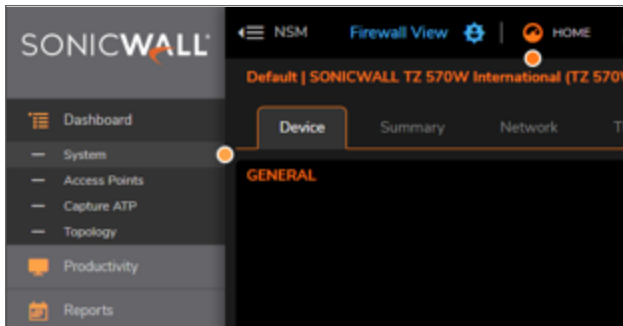 SONICWALL
NSM Firewall View HOME
Default | SONICWALL TZ 570W International (TZ 570W
Dashboard
Device Summary Network T
System
Access Points
GENERAL
Capture ATP
Topology
Productivity
Reports